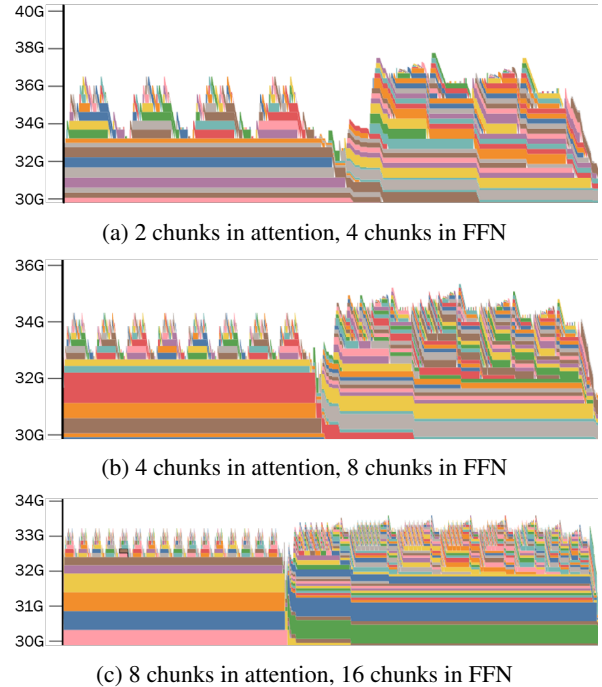 40G
38G
36G
34G
32G
30G
(a) 2 chunks in attention, 4 chunks in FFN
36G
34G
32G
30G
(b) 4 chunks in attention, 8 chunks in FFN
34G
33G
32G
31G
30G
(c) 8 chunks in attention, 16 chunks in FFN